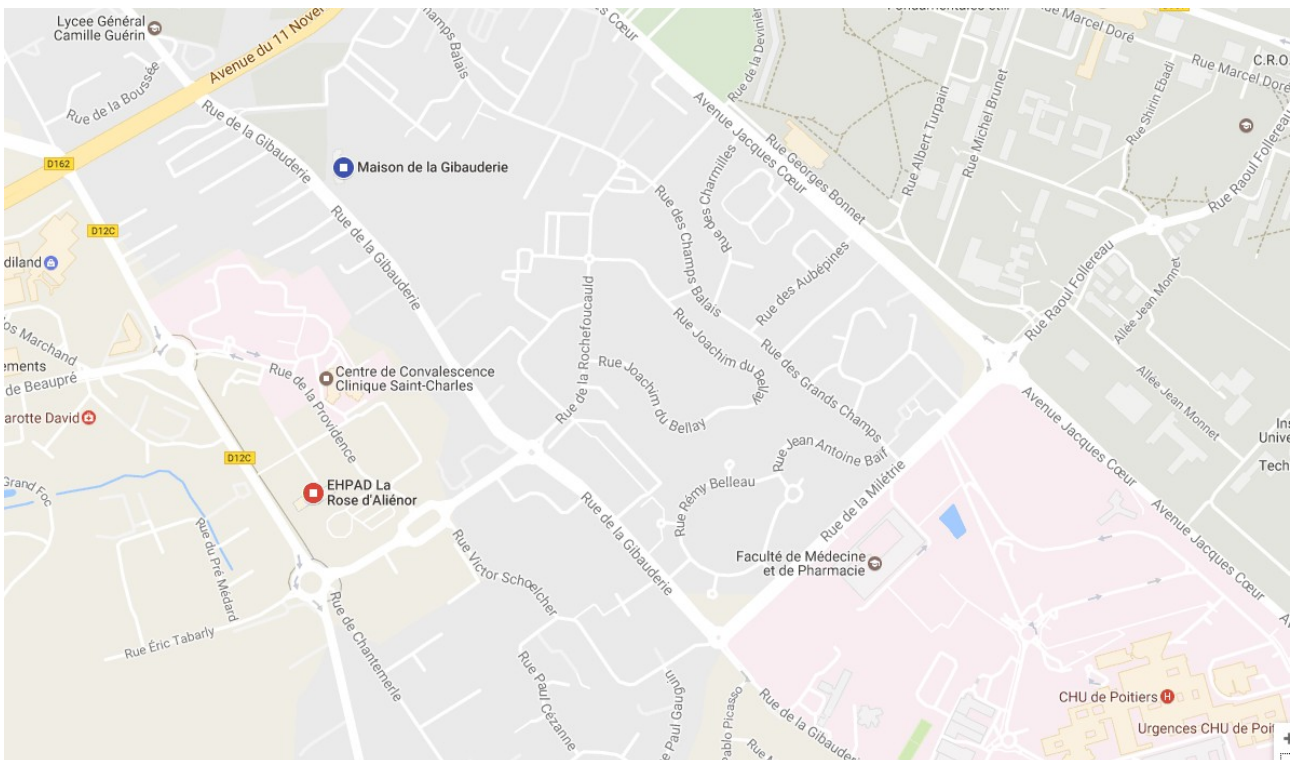 Lycee Général
Camille Guérin
Avenue du 11 Nove
Champs Balais
Cœur
Rue de la Devinière
Rue Marcel Doré
Rue Marcel Doré
C.R.O.
Rue de la Boussée
Rue de la Gibauderie
Avenue Jacques Cœur
Rue Georges Bonnet
Rue Albert Turpain
Rue Michel Brunet
Rue Shirin Ebadi
Rue Raoul Follereau
D162
Maison de la Gibauderie
Rue des Charmilles
Rue des Champs Balais
Rue de la Gibauderie
D12C
diland
Rue des Aubépines
Rue Raoul Follereau
Allée Jean Monnet
Rue de la Rochefoucauld
Rue Joachim du Bellay
os Marchand
ements
de Beaupré
Rue de la Providence
Centre de Convalescence
Clinique Saint-Charles
Rue Joachim du Bellay
Rue des Grands Champs
Allée Jean Monnet
Avenue Jacques Cœur
arotte David
Ins
Unive
Tech
D12C
Rue Jean Antoine Baïf
Grand Foc
EHPAD La
Rose d'Aliénor
Rue Rémy Belleau
Rue de la Milétrie
Avenue Jacques Cœur
Rue du Pré Médard
Rue Victor Schœlcher
Rue de la Gibauderie
Faculté de Médecine
et de Pharmacie
Rue Éric Tabarly
Rue de Chantemerle
Rue Paul Cézanne
Paul Gauguin
Pablo Picasso
Rue de la Gibauderie
CHU de Poitiers
H
Urgences CHU de Poi